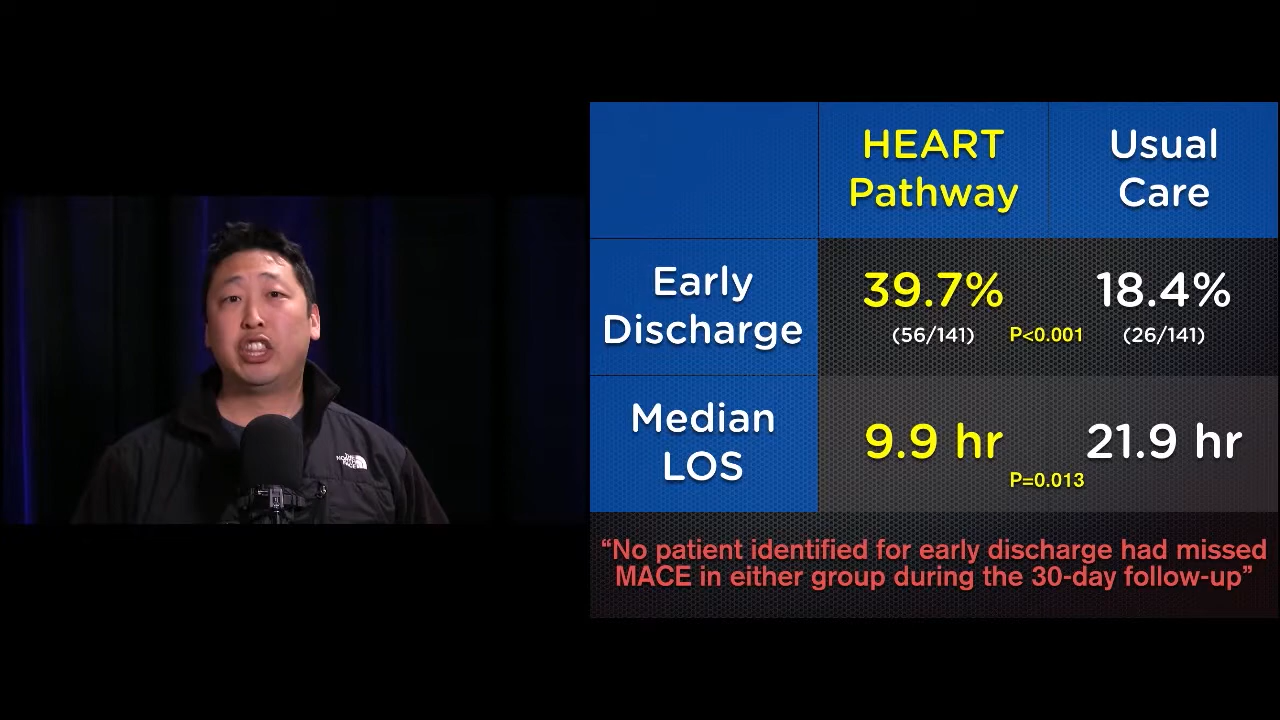 THE
NORTH
FACE
HEART
Pathway
Usual
Care
Early
Discharge
39.7%
(56/141)
P<0.001
18.4%
(26/141)
Median
LOS
9.9 hr
P=0.013
21.9 hr
“No patient identified for early discharge had missed
MACE in either group during the 30-day follow-up”